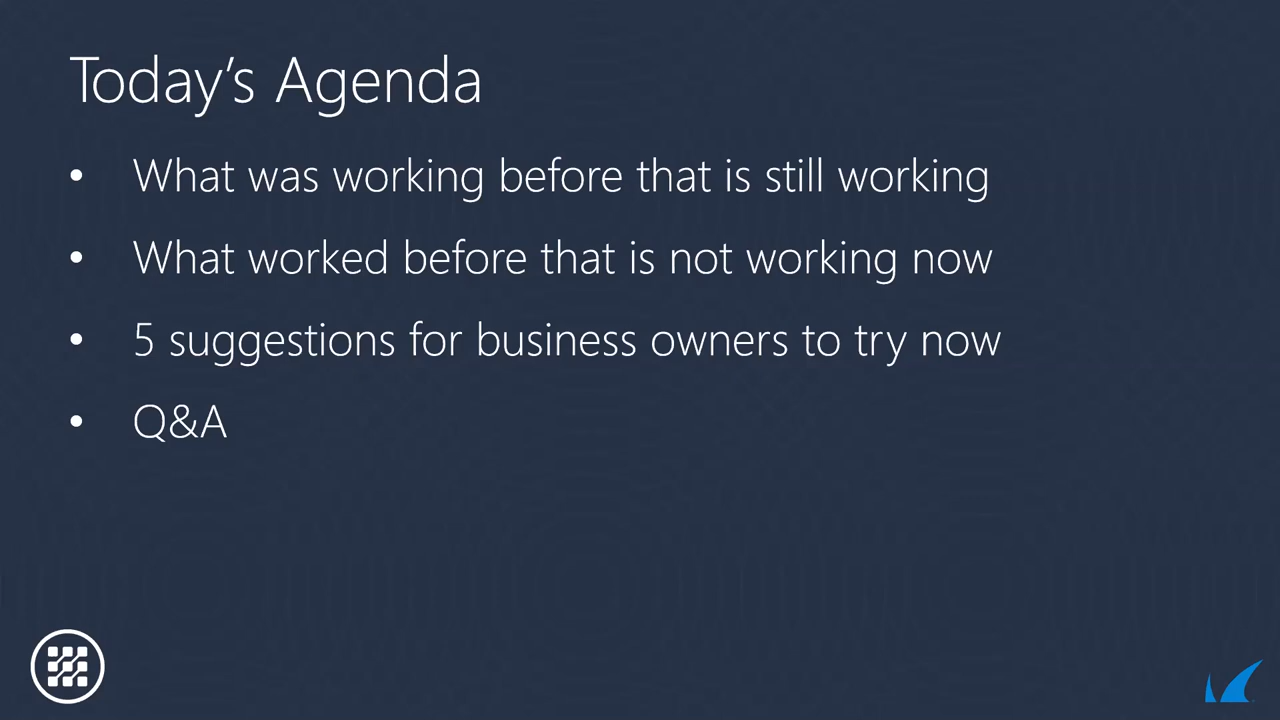 Today’s Agenda
• What was working before that is still working
• What worked before that is not working now
• 5 suggestions for business owners to try now
• Q&A